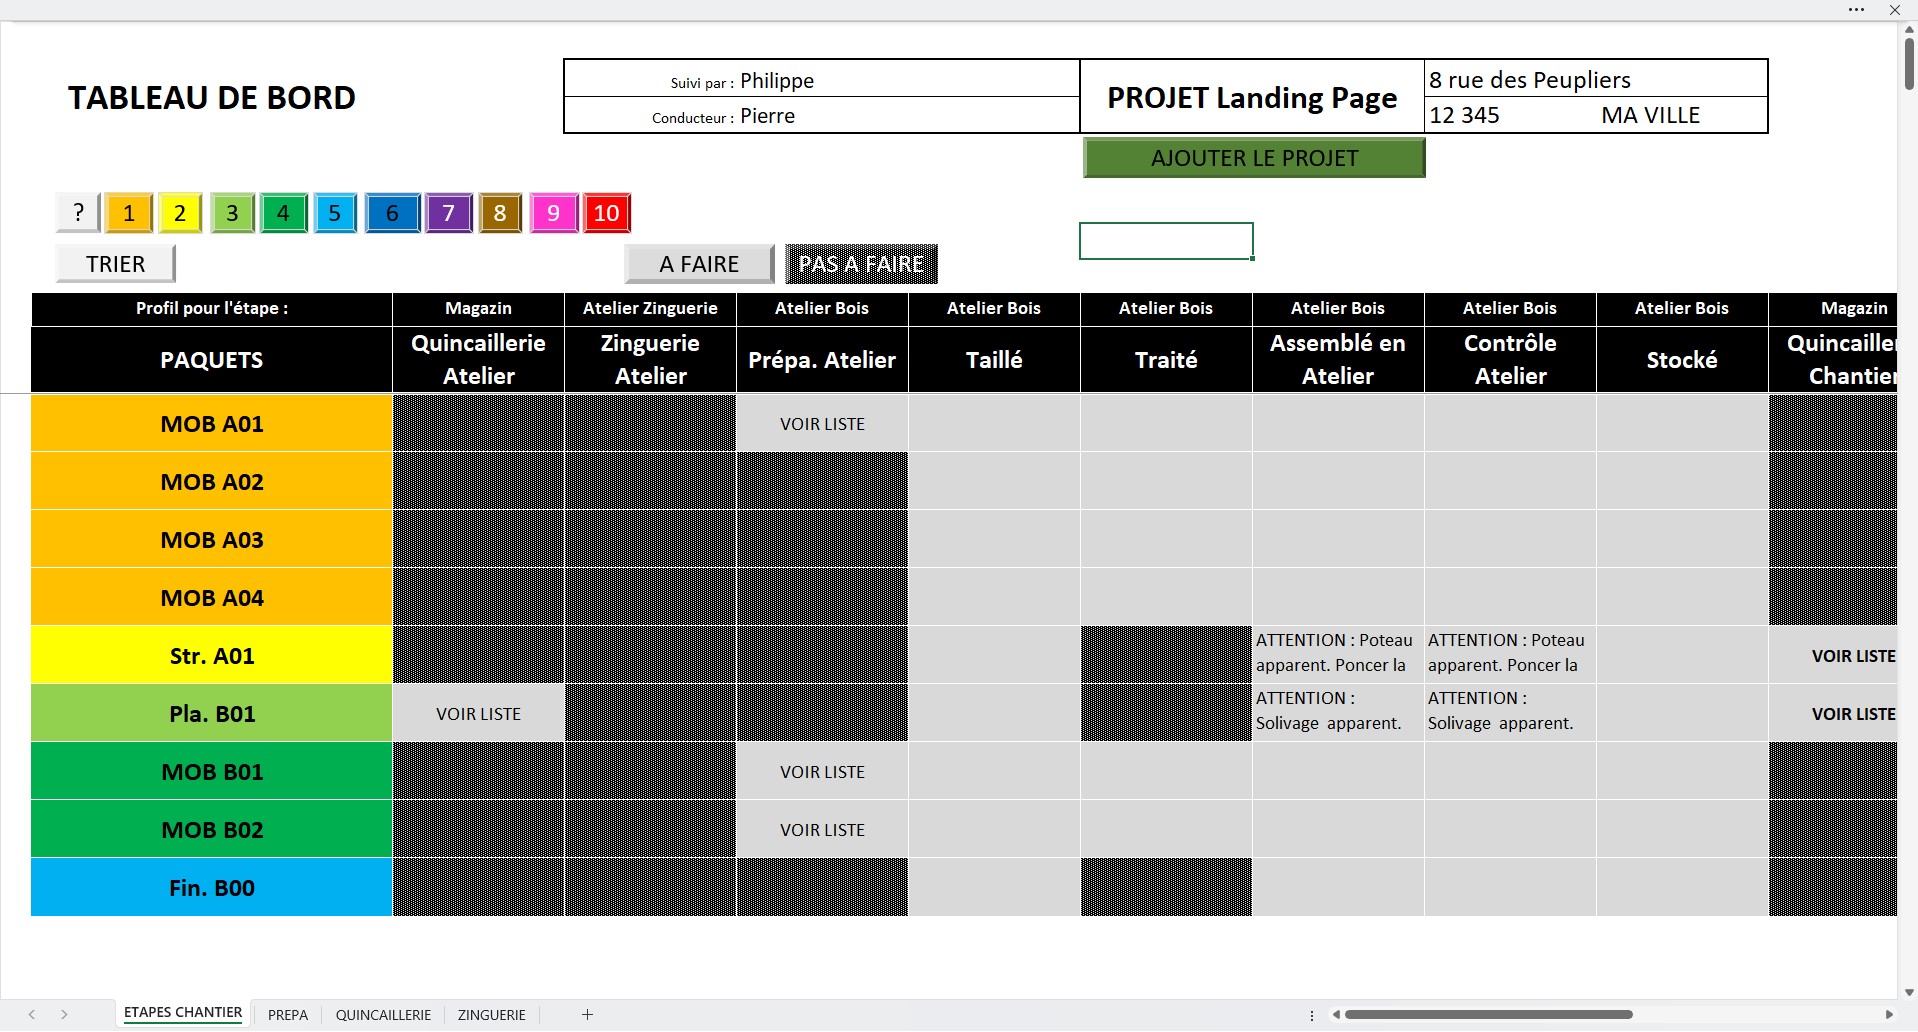 TABLEAU DE BORD
Suivi par : Philippe
Conducteur : Pierre
PROJET Landing Page
8 rue des Peupliers
12 345 MA VILLE
AJOUTER LE PROJET
? 1 2 3 4 5 6 7 8 9 10
TRIER A FAIRE PAS A FAIRE
Profil pour l'étape : Magazin Atelier Zinguerie Atelier Bois Atelier Bois Atelier Bois Atelier Bois Atelier Bois Atelier Bois Magazin
PAQUETS
Quincaillerie
Atelier
Zinguerie
Atelier
Prépa. Atelier
Taillé
Traité
Assemblé en
Atelier
Contrôle
Atelier
Stocké
Quincailler
Chantier
MOB A01 VOIR LISTE
MOB A02
MOB A03
MOB A04
Str. A01
ATTENTION : Poteau
apparent. Poncer la
ATTENTION : Poteau
apparent. Poncer la
VOIR LISTE
Pla. B01
VOIR LISTE
ATTENTION :
Solivage apparent.
ATTENTION :
Solivage apparent.
VOIR LISTE
MOB B01 VOIR LISTE
MOB B02 VOIR LISTE
Fin. B00
ETAPES CHANTIER PREPA QUINCAILLERIE ZINGUERIE